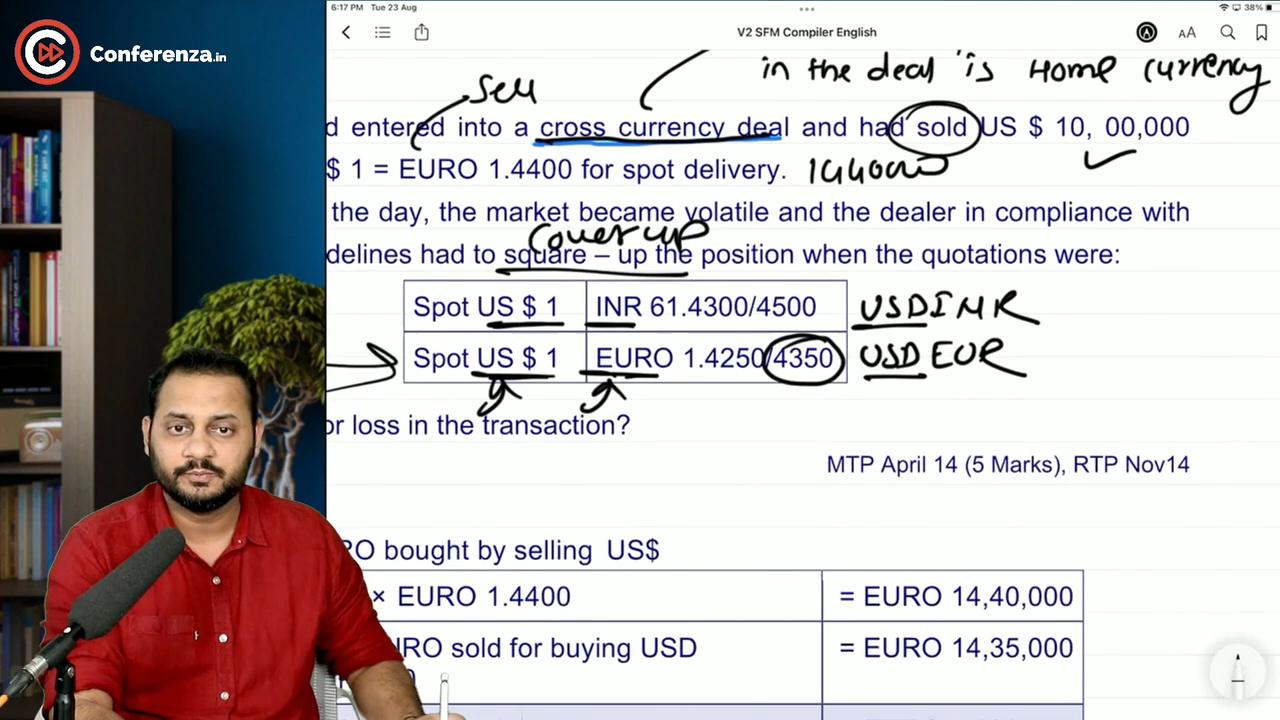 6:17 PM Tue 23 Aug
38%
V2 SFM Compiler English
AA
Conferenza.in
in the deal is Home currency
Sell
d entered into a cross currency deal and had sold US $ 10, 00,000
$ 1 = EURO 1.4400 for spot delivery. 1440000
the day, the market became volatile and the dealer in compliance with
Cover up
delines had to square – up the position when the quotations were:
Spot US $ 1 INR 61.4300/4500 USDINR
Spot US $ 1 EURO 1.4250/4350 USDEUR
or loss in the transaction?
MTP April 14 (5 Marks), RTP Nov14
RO bought by selling US$
× EURO 1.4400 = EURO 14,40,000
URO sold for buying USD = EURO 14,35,000